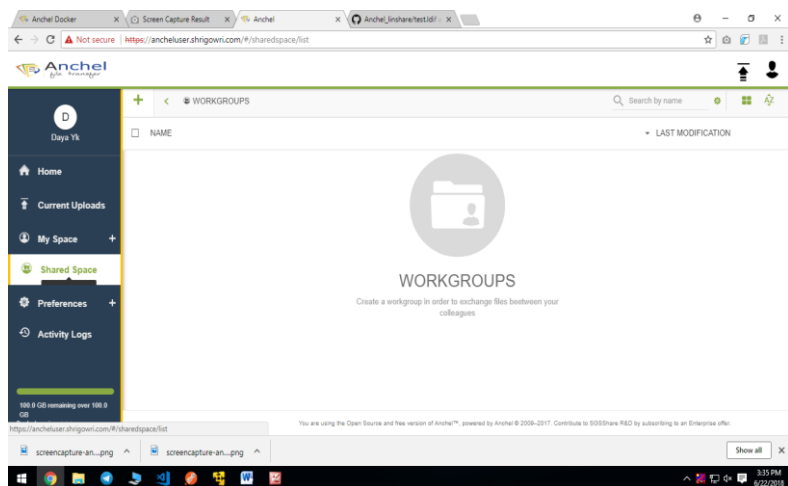 Anchel Docker
Screen Capture Result
Anchel
Anchel_linshare/test.ldif
Not secure | https://ancheluser.shrigowri.com/#/sharedspace/list
Anchel
file transfer
WORKGROUPS
Search by name
D
Daya Yk
NAME
LAST MODIFICATION
Home
Current Uploads
My Space +
Shared Space
Preferences +
Activity Logs
WORKGROUPS
Create a workgroup in order to exchange files beetween your
colleagues
100.0 GB remaining over 100.0
GB
https://ancheluser.shrigowri.com/#/sharedspace/list
You are using the Open Source and free version of Anchel™, powered by Anchel © 2009–2017. Contribute to SGSShare R&D by subscribing to an Enterprise offer.
screencapture-an....png
screencapture-an....png
Show all
3:35 PM
6/22/2018